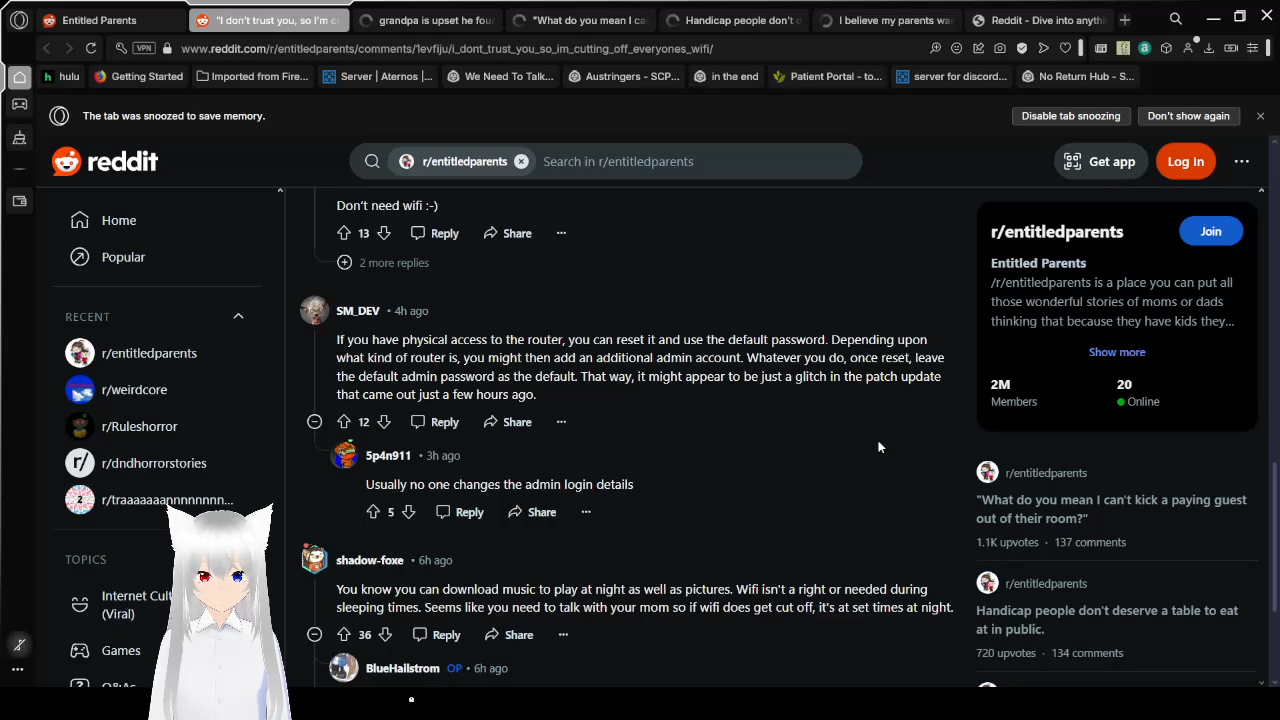 Entitled Parents
"I don't trust you, so I'm c
grandpa is upset he fou
"What do you mean I ca
Handicap people don't
I believe my parents wa
Reddit - Dive into anythi
VPN
www.reddit.com/r/entitledparents/comments/1evfiju/i_dont_trust_you_so_im_cutting_off_everyones_wifi/
hulu
Getting Started
Imported from Fire...
Server | Aternos |...
We Need To Talk...
Austringers - SCP...
in the end
Patient Portal - to...
server for discord...
No Return Hub - S...
The tab was snoozed to save memory.
Disable tab snoozing
Don't show again
reddit
r/entitledparents
Search in r/entitledparents
Get app
Log In
Home
Popular
RECENT
r/entitledparents
r/weirdcore
r/Ruleshorror
r/dndhorrorstories
r/traaaaaaannnnnnnn...
TOPICS
Internet Cul
(Viral)
Games
Q&As
Don't need wifi :-)
13
Reply
Share
2 more replies
SM_DEV • 4h ago
If you have physical access to the router, you can reset it and use the default password. Depending upon
what kind of router is, you might then add an additional admin account. Whatever you do, once reset, leave
the default admin password as the default. That way, it might appear to be just a glitch in the patch update
that came out just a few hours ago.
12
Reply
Share
5p4n911 • 3h ago
Usually no one changes the admin login details
5
Reply
Share
shadow-foxe • 6h ago
You know you can download music to play at night as well as pictures. Wifi isn't a right or needed during
sleeping times. Seems like you need to talk with your mom so if wifi does get cut off, it's at set times at night.
36
Reply
Share
BlueHailstrom OP • 6h ago
r/entitledparents
Join
Entitled Parents
/r/entitledparents is a place you can put all
those wonderful stories of moms or dads
thinking that because they have kids they...
Show more
2M
20
Members
Online
r/entitledparents
"What do you mean I can't kick a paying guest
out of their room?"
1.1K upvotes • 137 comments
r/entitledparents
Handicap people don't deserve a table to eat
at in public.
720 upvotes • 134 comments